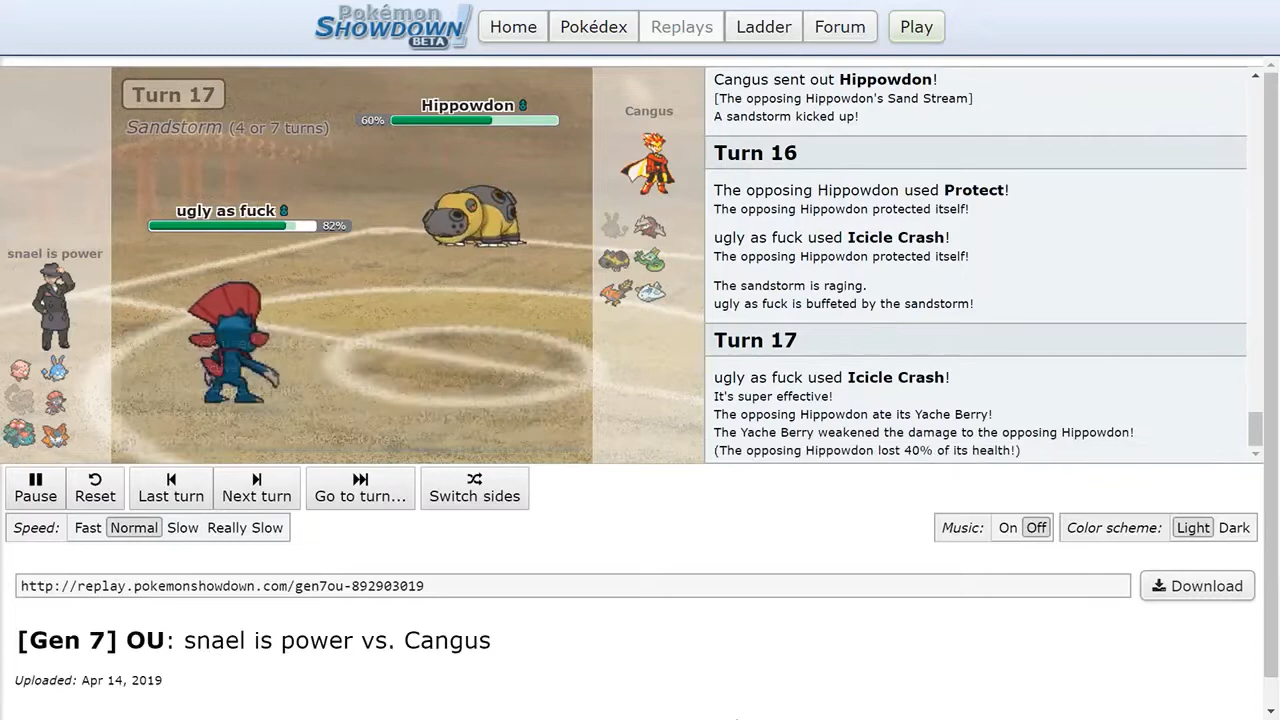 Pokémon
SHOWDOWN!
BETA
Home
Pokédex
Replays
Ladder
Forum
Play
Turn 17
Sandstorm (4 or 7 turns)
Hippowdon
60%
ugly as fuck
82%
snael is power
Cangus
Cangus sent out Hippowdon!
[The opposing Hippowdon's Sand Stream]
A sandstorm kicked up!
Turn 16
The opposing Hippowdon used Protect!
The opposing Hippowdon protected itself!
ugly as fuck used Icicle Crash!
The opposing Hippowdon protected itself!
The sandstorm is raging.
ugly as fuck is buffeted by the sandstorm!
Turn 17
ugly as fuck used Icicle Crash!
It's super effective!
The opposing Hippowdon ate its Yache Berry!
The Yache Berry weakened the damage to the opposing Hippowdon!
(The opposing Hippowdon lost 40% of its health!)
Pause
Reset
Last turn
Next turn
Go to turn...
Switch sides
Speed: Fast Normal Slow Really Slow
Music: On Off
Color scheme: Light Dark
http://replay.pokemonshowdown.com/gen7ou-892903019
Download
[Gen 7] OU: snael is power vs. Cangus
Uploaded: Apr 14, 2019